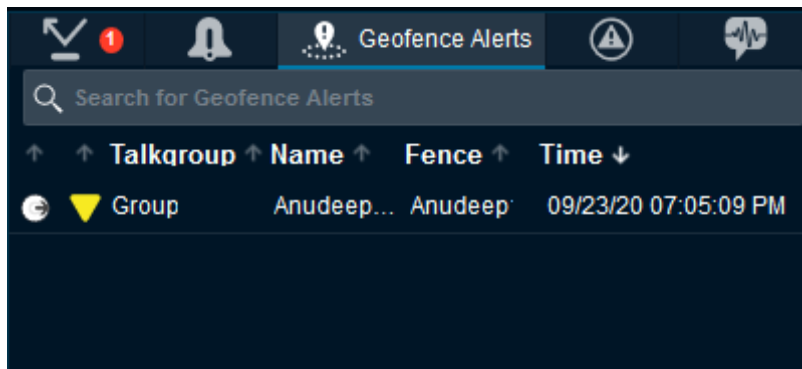 1 Geofence Alerts
Search for Geofence Alerts
Talkgroup Name Fence Time
Group Anudeep... Anudeep 09/23/20 07:05:09 PM